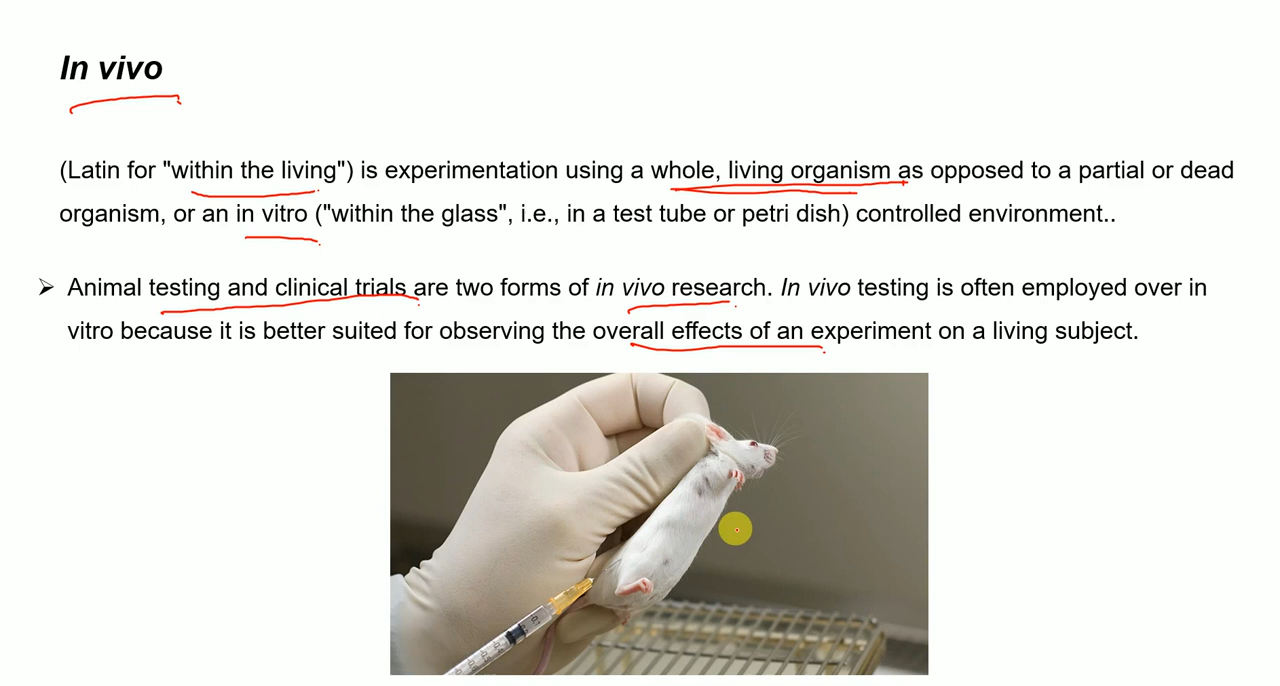 In vivo
(Latin for "within the living") is experimentation using a whole, living organism as opposed to a partial or dead
organism, or an in vitro ("within the glass", i.e., in a test tube or petri dish) controlled environment..
➢ Animal testing and clinical trials are two forms of in vivo research. In vivo testing is often employed over in
vitro because it is better suited for observing the overall effects of an experiment on a living subject.